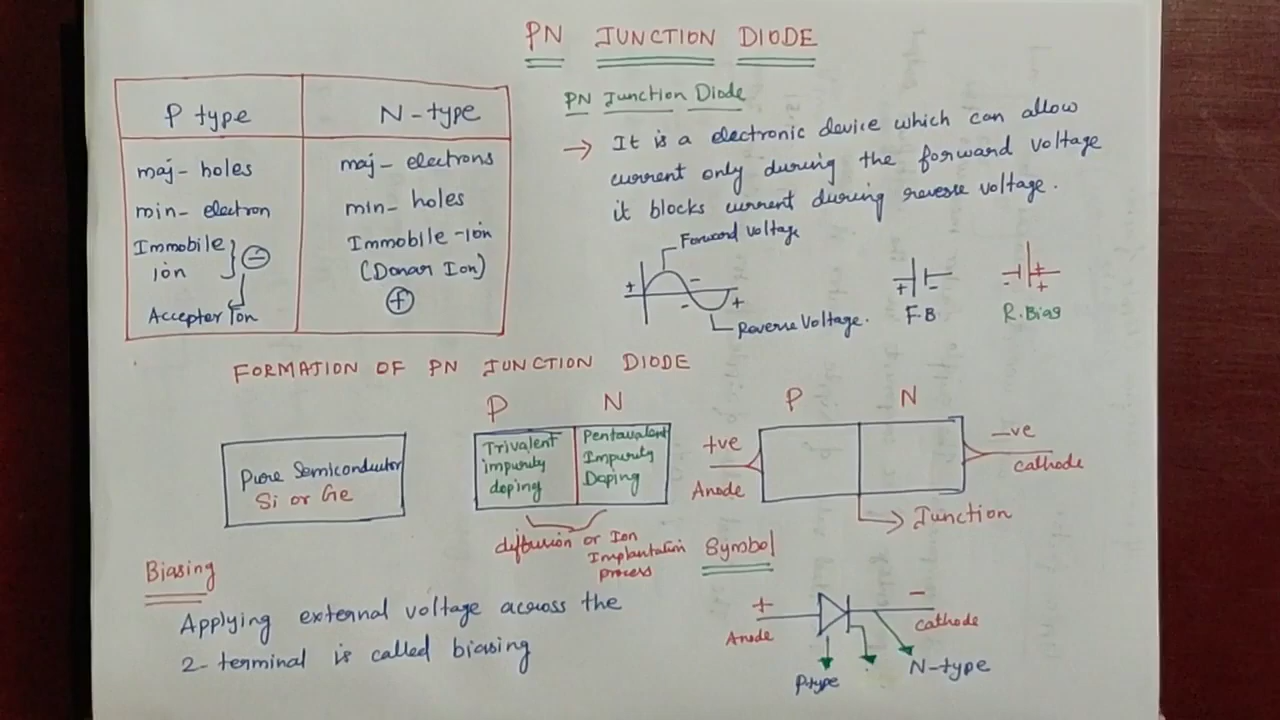 PN JUNCTION DIODE
P type
N-type
maj- holes
min- electron
Immobile
ion
⊖
Accepter Ion
maj- electrons
min- holes
Immobile-ion
(Donar Ion)
⊕
PN Junction Diode
→ It is a electronic device which can allow
current only during the forward voltage
it blocks current during reverse voltage.
Forward Voltage
+ -
- +
Reverse Voltage.
+ -
F.B
- +
+
R.Bias
FORMATION OF PN JUNCTION DIODE
Pure Semiconductor
Si or Ge
P N
Trivalent
impurity
doping
Pentavalent
Impurity
Doping
diffusion or Ion
Implantation
process
P N
+ve
Anode
-ve
cathode
Junction
Biasing
Applying external voltage across the
2-terminal is called biasing
Symbol
+ -
Anode
cathode
P-type
N-type